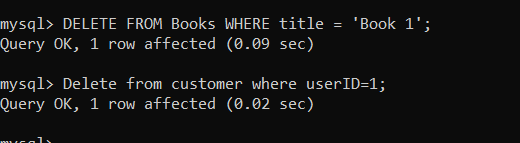 mysql> DELETE FROM Books WHERE title = 'Book 1';
Query OK, 1 row affected (0.09 sec)
mysql> Delete from customer where userID=1;
Query OK, 1 row affected (0.02 sec)
mysql>